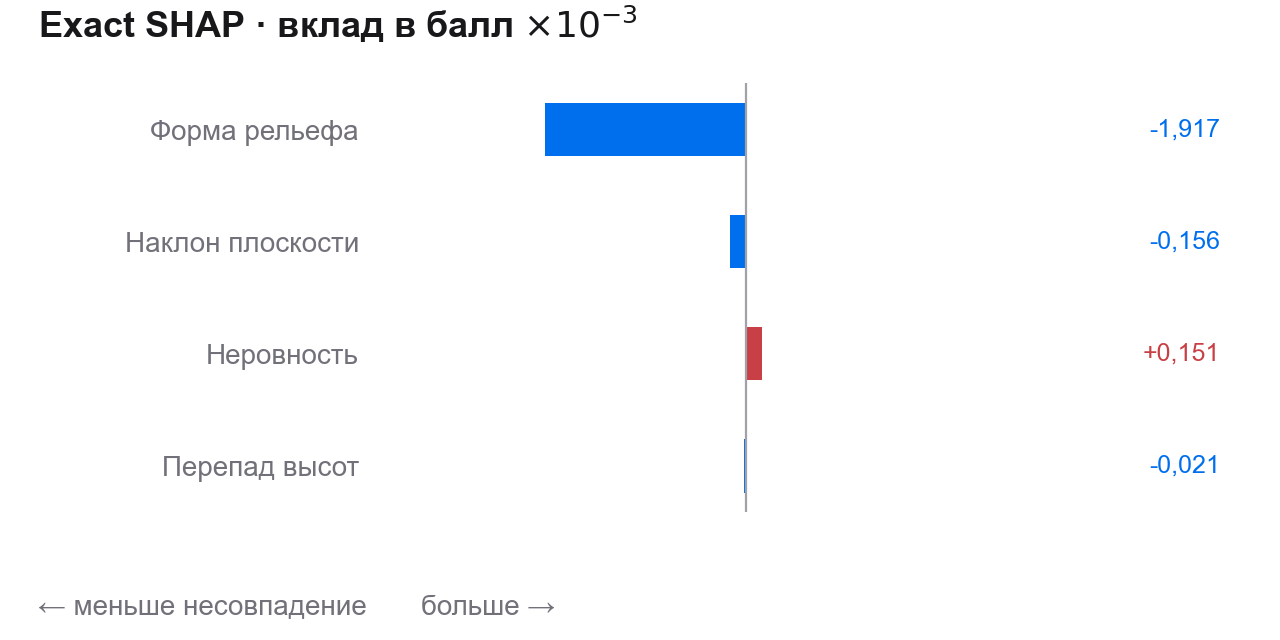 Exact SHAP · вклад в балл ×10⁻³
Форма рельефа -1,917
Наклон плоскости -0,156
Неровность +0,151
Перепад высот -0,021
← меньше несовпадение больше →